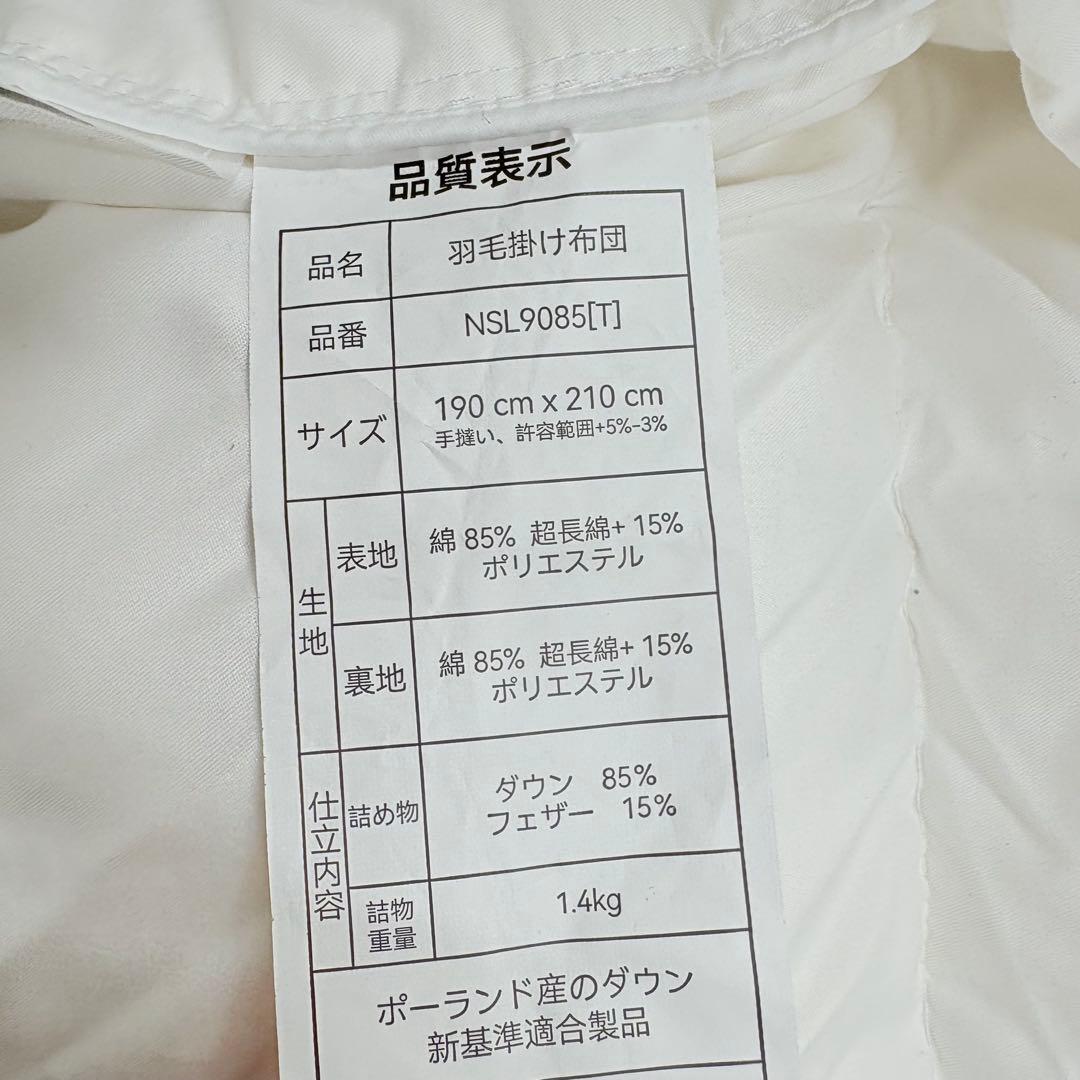 品質表示
品名 羽毛掛け布団
品番 NSL9085[T]
サイズ 190 cm x 210 cm
手撻い、許容範囲+5%-3%
生地
表地 綿 85% 超長綿+ 15%
ポリエステル
裏地 綿 85% 超長綿+ 15%
ポリエステル
仕立内容
詰め物 ダウン 85%
フェザー 15%
詰物
重量 1.4kg
ポーランド産のダウン
新基準適合製品